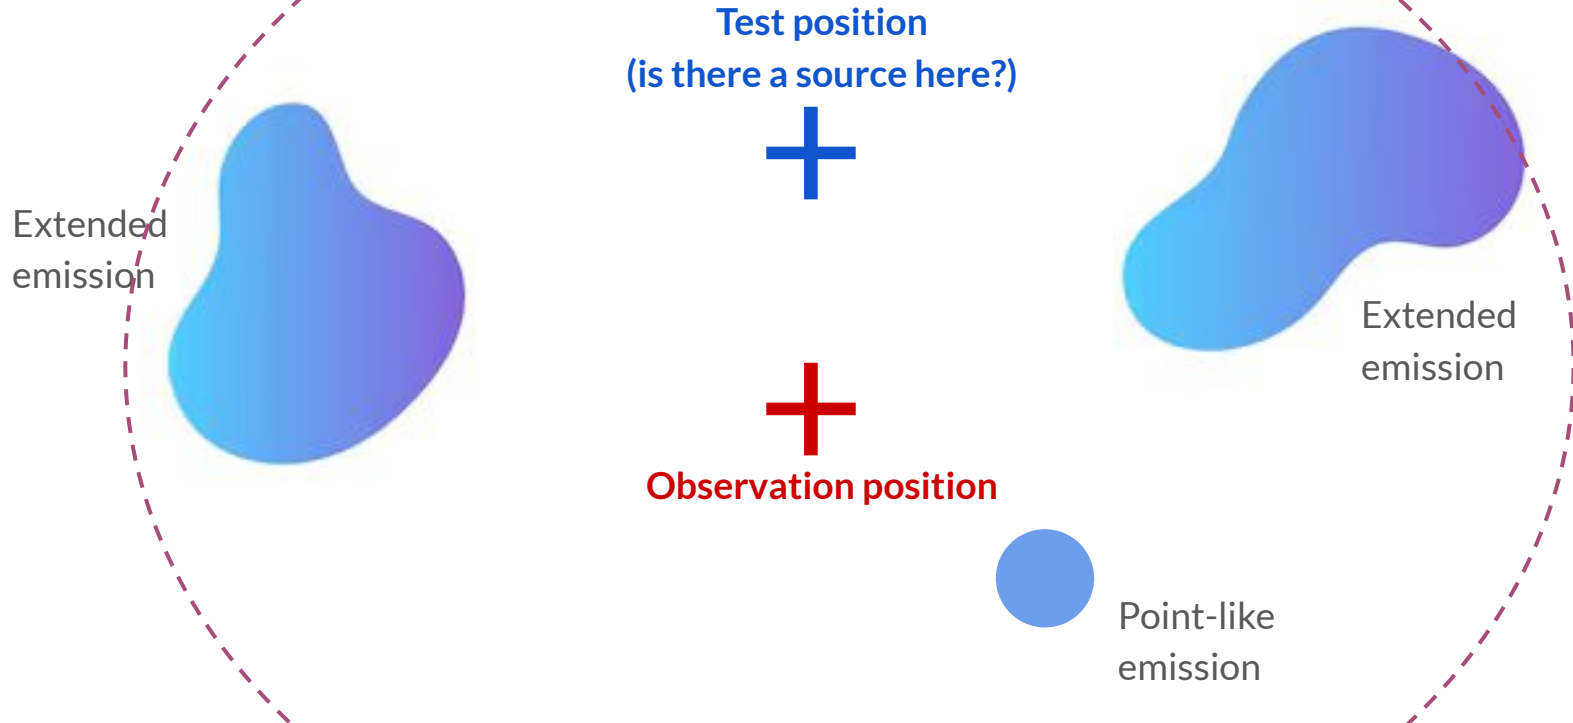 Test position
(is there a source here?)
Extended
emission
Extended
emission
Observation position
Point-like
emission